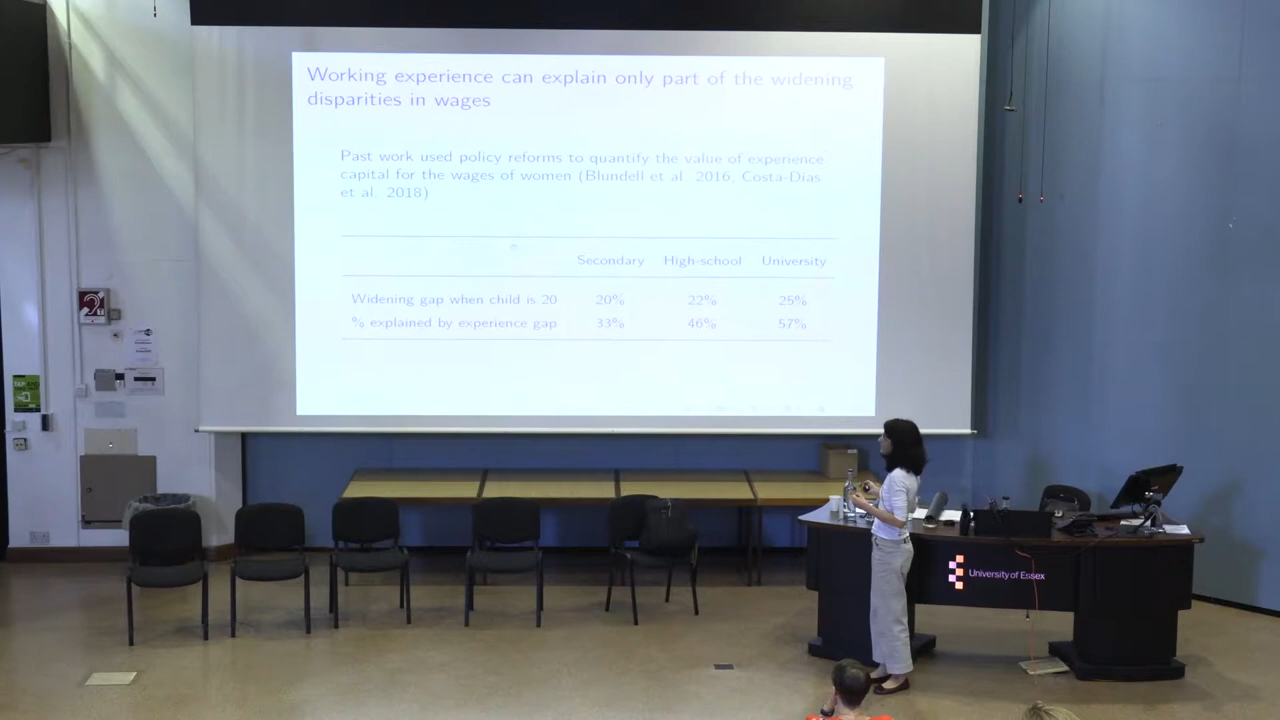 Working experience can explain only part of the widening
disparities in wages
Past work used policy reforms to quantify the value of experience
capital for the wages of women (Blundell et al. 2016, Costa-Dias
et al. 2018)
Secondary High-school University
Widening gap when child is 20 20% 22% 25%
% explained by experience gap 33% 46% 57%
University of Essex